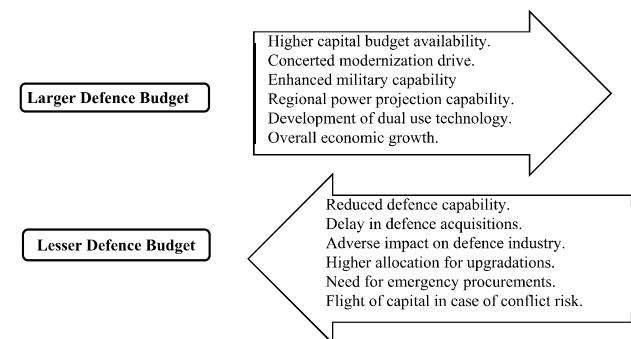 Higher capital budget availability.
Concerted modernization drive.
Enhanced military capability
Larger Defence Budget
Regional power projection capability.
Development of dual use technology.
Overall economic growth.
Reduced defence capability.
Delay in defence acquisitions.
Lesser Defence Budget
Adverse impact on defence industry.
Higher allocation for upgradations.
Need for emergency procurements.
Flight of capital in case of conflict risk.